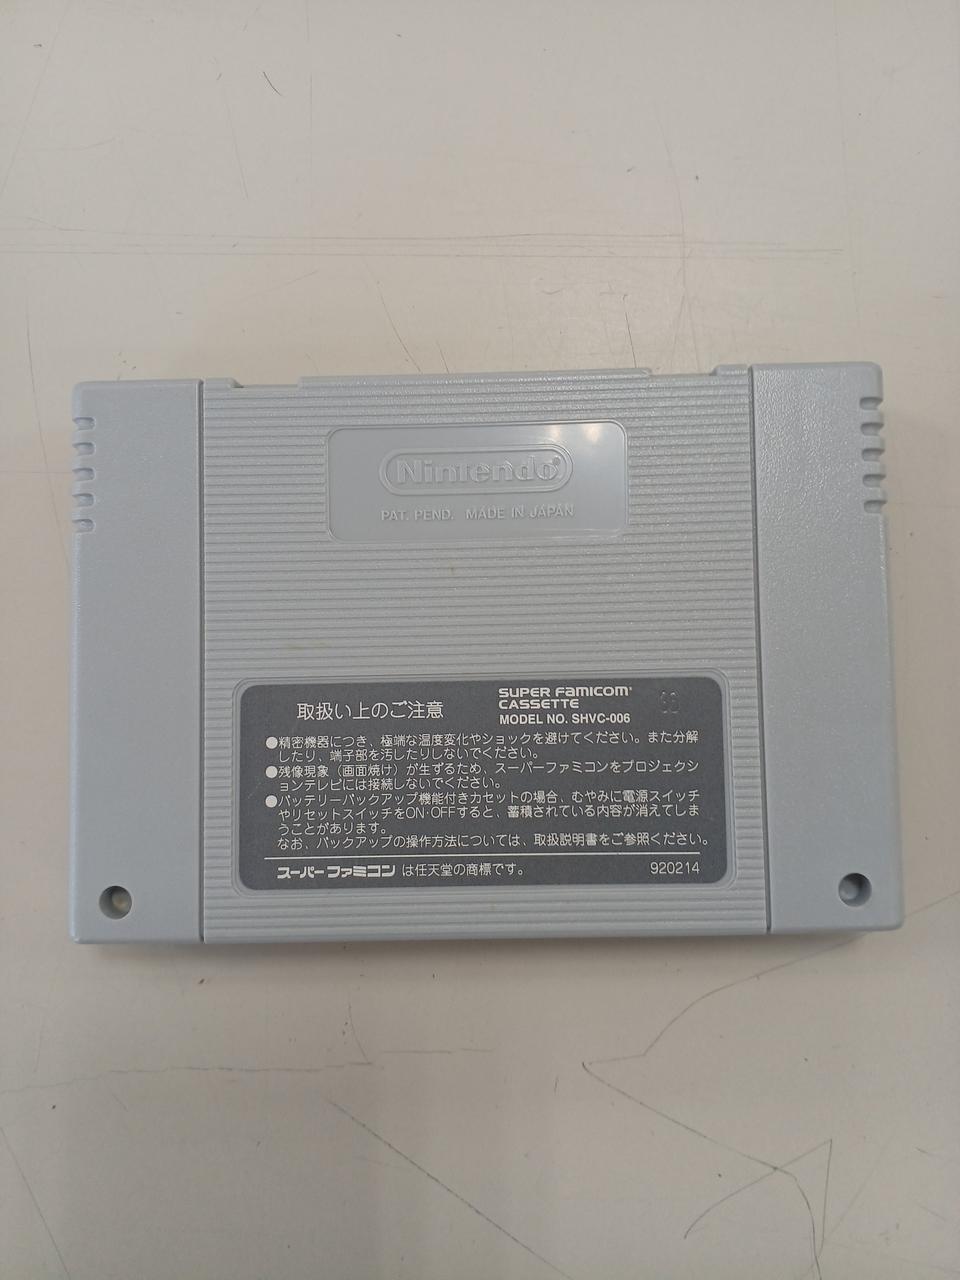 Nintendo®
PAT. PEND. MADE IN JAPAN
取扱い上のご注意
SUPER FAMICOM®
CASSETTE
MODEL NO. SHVC-006
●精密機器につき、極端な温度変化やショックを避けてください。また分解
したり、端子部を汚したりしないでください。
●残像現象（画面焼け）が生ずるため、スーパーファミコンをプロジェクシ
ョンテレビには接続しないでください。
●バッテリーバックアップ機能付きカセットの場合、むやみに電源スイッチ
やリセットスイッチをON・OFFすると、蓄積されている内容が消えてしま
うことがあります。
なお、バックアップの操作方法については、取扱説明書をご参照ください。
スーパーファミコン は任天堂の商標です。
920214